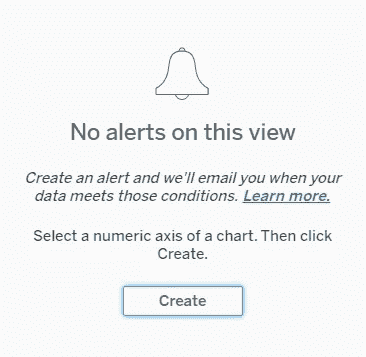 No alerts on this view
Create an alert and we'll email you when your
data meets those conditions. Learn more.
Select a numeric axis of a chart. Then click
Create.
Create